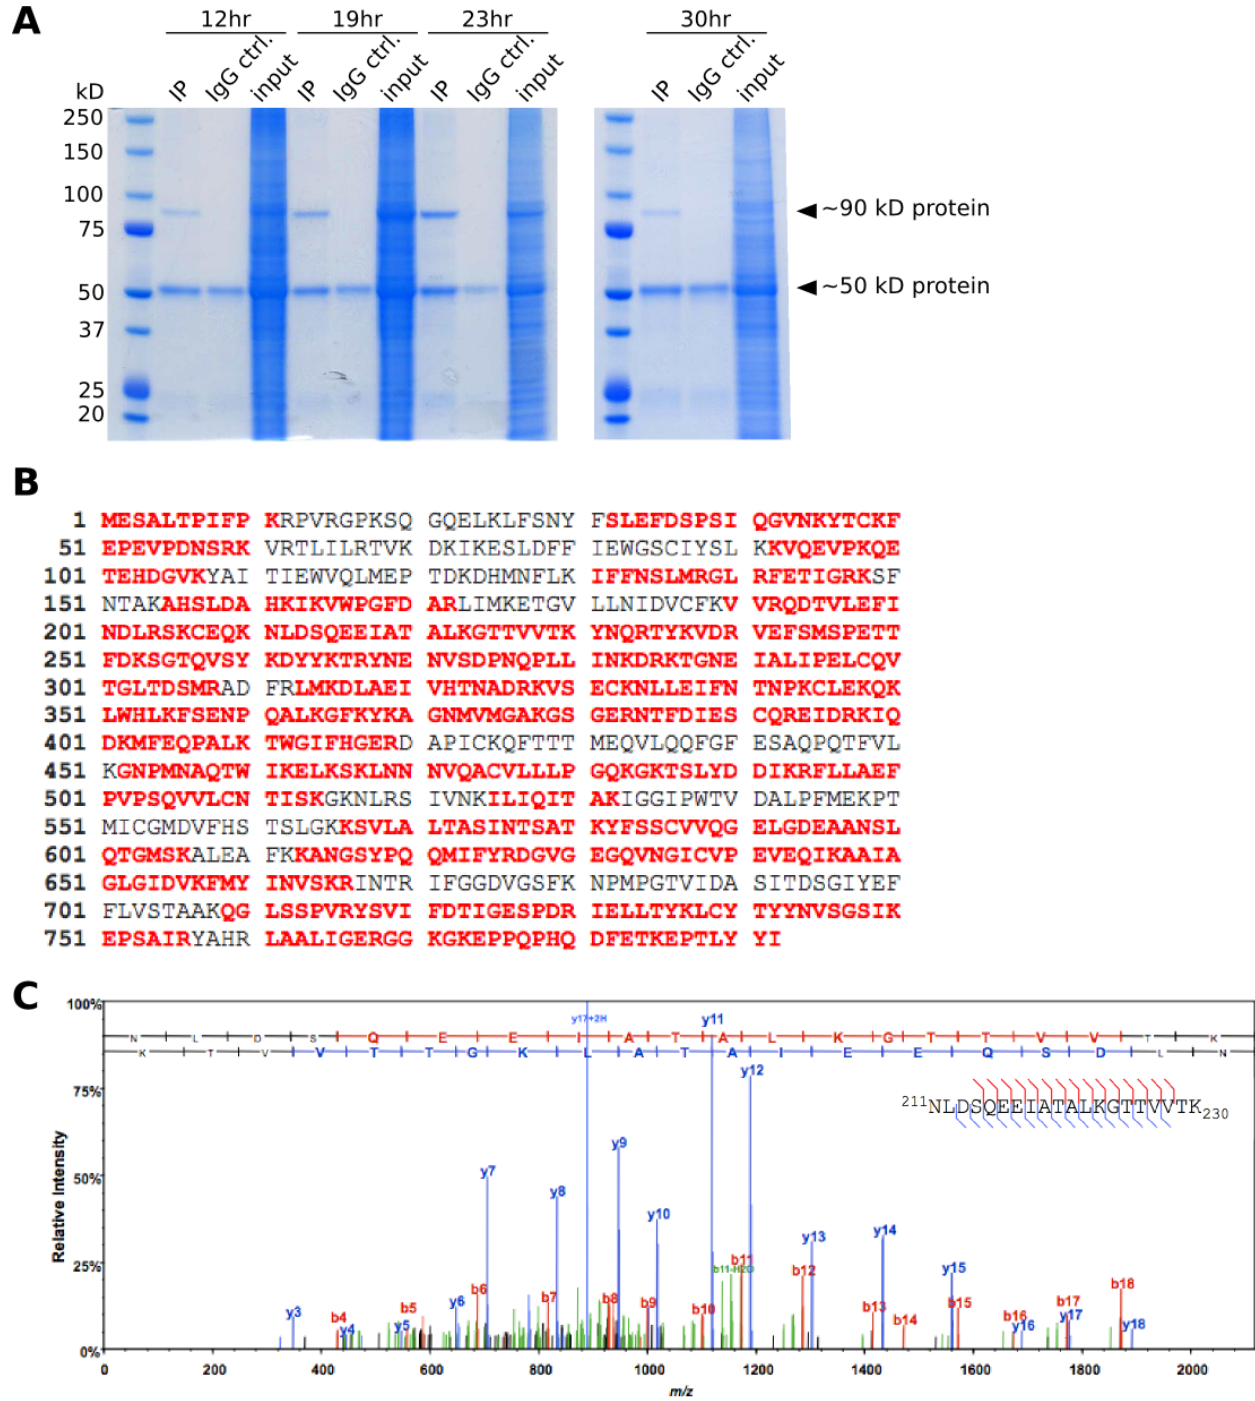 A
12hr 19hr 23hr 30hr
IP IgG ctrl. input IP IgG ctrl. input IP IgG ctrl. input IP IgG ctrl. input
kD
250
150
100
75
50
37
25
20
~90 kD protein
~50 kD protein
B
1 MESALTPIFP KRPVRGPKSQ GQELKLFSNY FSLEFDSPSI QGVNKYTCKF
51 EPEVPDNSRK VRTLILRTVK DKIKESLDFF IEWGSCIYSL KKVQEVPKQE
101 TEHDGVKYAI TIEWVQLMEP TDKDHMNFLK IFFNSLMRGL RFETIGRKSF
151 NTAKAHSLDA HKIKVWPGFD ARLIMKETGV LLNIDVCFKV VRQDTVLEFI
201 NDLRSKCEQK NLDSQEEIAT ALKGTTVVTK YNQRTYKVDR VEFSMSPETT
251 FDKSGTQVSY KDYYKTRYNE NVSDPNQPLL INKDRKTGNE IALIPELCQV
301 TGLTDSMRAD FRLMKDLAEI VHTNADRKVS ECKNLLEIFN TNPKCLEKQK
351 LWHLKFSENP QALKGFKYKA GNMVMGAKGS GERNTFDIES CQREIDRKIQ
401 DKMFEQPALK TWGIFHGERD APICKQFTTT MEQVLQQFGF ESAQPQTFVL
451 KGNPMNAQTW IKELKSKLNN NVQACVLLLP GQKGKTSLYD DIKRFLLAEF
501 PVPSQVVLCN TISKGKNLRS IVNKILIQIT AKIGGIPWTV DALPFMEKPT
551 MICGMDVFHS TSLGKKSVLA LTASINTSAT KYFSSCVVQG ELGDEAANSL
601 QTGMSKALEA FKKANGSYPQ QMIFYRDGVG EGQVNGICVP EVEQIKAAIA
651 GLGIDVKFMY INVSKRINTR IFGGDVGSFK NPMPGTVIDA SITDSGIYEF
701 FLVSTAAKQG LSSPVRYSVI FDTIGESPDR IELLTYKLCY TYYNVSGSIK
751 EPSAIRYAHR LAALIGERGG KGKEPPQPHQ DFETKEPTLY YI
C
100%
75%
50%
25%
0%
Relative Intensity
y17+2H y11
N L D S Q E E I A T A L K G T T V V T K
K T V V T T G K L A T A I E E Q S D L N
211NLDSQEEIATALKGTTVVTK230
y12
y9
y7
y8
y10
y13
y14
b11
b11-H2O
b12
y15
b18
b6
b7
b8
b9
b10
b13
b14
b15
b16
b17
y3
b4
y4
b5
y5
y6
y16
y17
y18
0 200 400 600 800 1000 1200 1400 1600 1800 2000
m/z